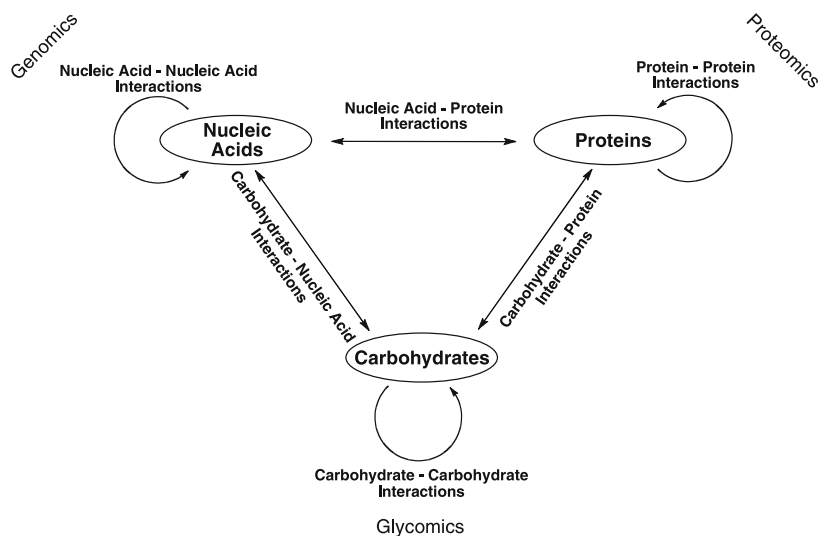 Genomics
Proteomics
Nucleic Acid - Nucleic Acid
Interactions
Protein - Protein
Interactions
Nucleic Acid - Protein
Interactions
Nucleic
Acids
Proteins
Carbohydrate - Nucleic Acid
Interactions
Carbohydrate - Protein
Interactions
Carbohydrates
Carbohydrate - Carbohydrate
Interactions
Glycomics